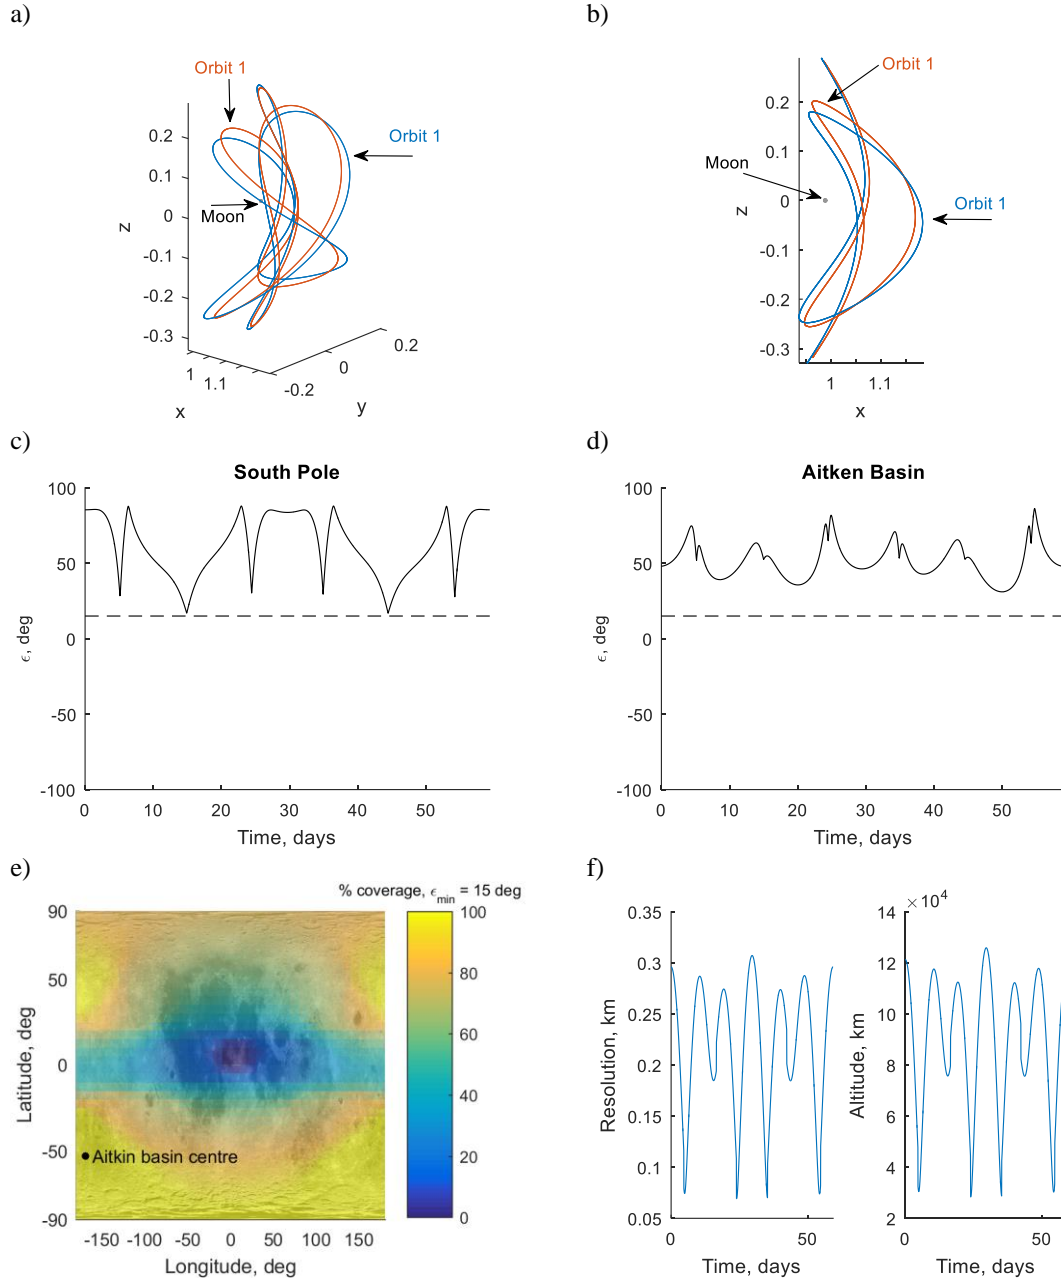 a)
Orbit 1
Orbit 1
Moon
z
0.2
0.1
0
-0.1
-0.2
-0.3
1
1.1
x
-0.2
0
0.2
y
b)
Orbit 1
Moon
Orbit 1
z
0.2
0.1
0
-0.1
-0.2
-0.3
1
1.1
x
c)
South Pole
ϵ, deg
100
50
0
-50
-100
0 10 20 30 40 50
Time, days
d)
Aitken Basin
ϵ, deg
100
50
0
-50
-100
0 10 20 30 40 50
Time, days
e)
% coverage, ϵmin = 15 deg
Latitude, deg
90
50
0
-50
-90
Aitkin basin centre
-150 -100 -50 0 50 100 150
Longitude, deg
100
80
60
40
20
0
f)
Resolution, km
0.35
0.3
0.25
0.2
0.15
0.1
0.05
0 50
Time, days
×10^4
Altitude, km
14
12
10
8
6
4
2
0 50
Time, days